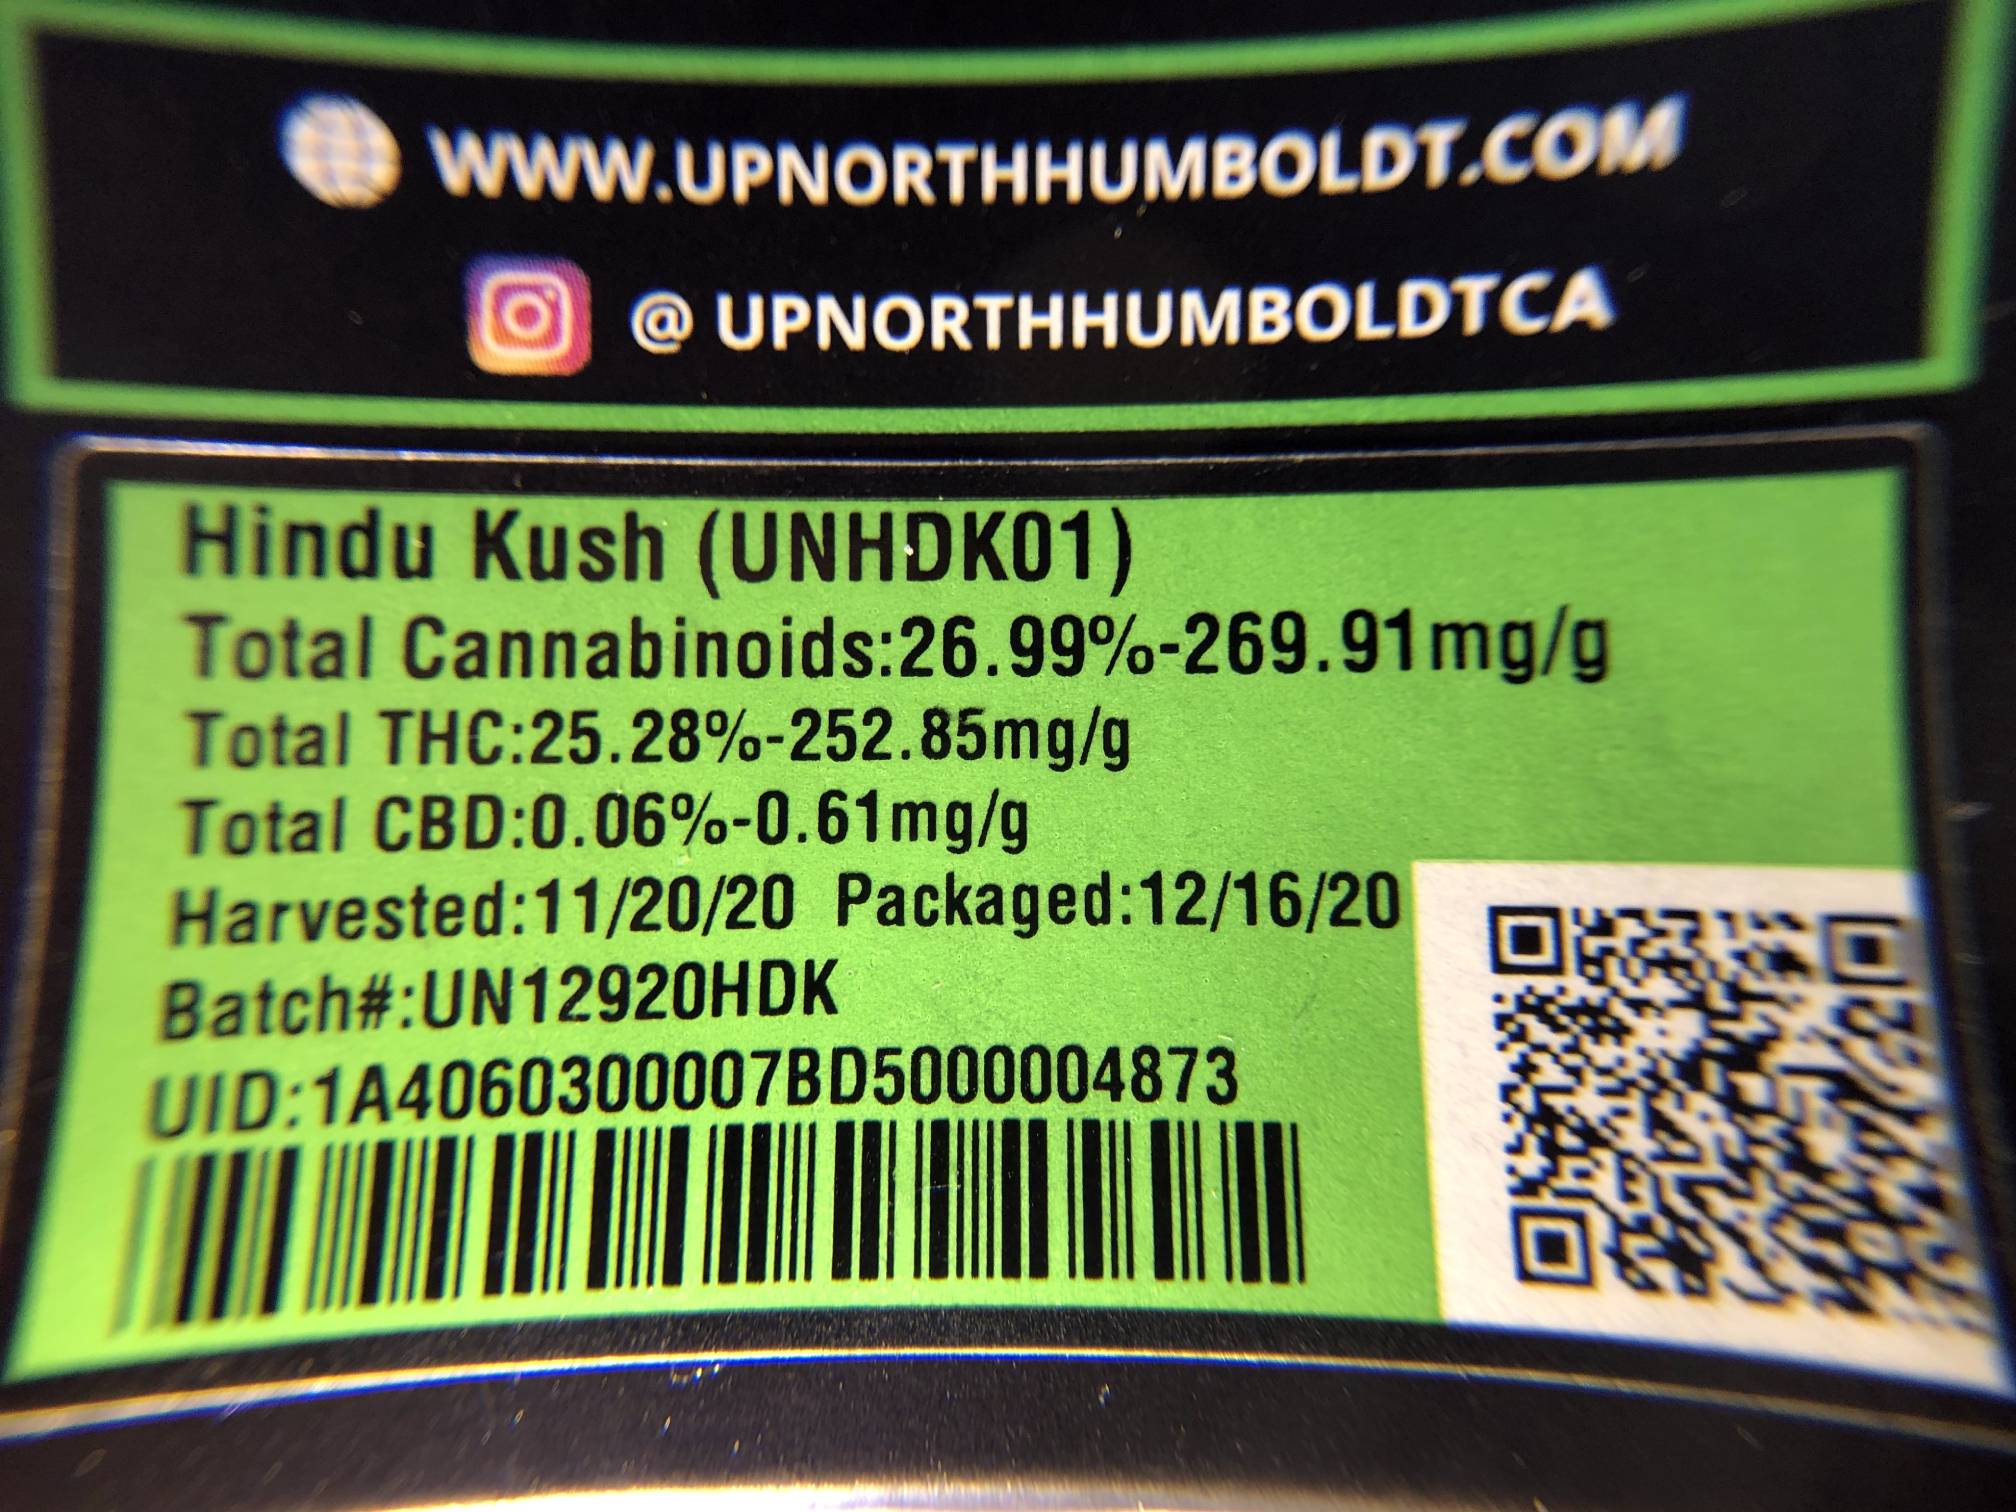 WWW.UPNORTHHUMBOLDT.COM
@ UPNORTHHUMBOLDTCA
Hindu Kush (UNHDK01)
Total Cannabinoids:26.99%-269.91mg/g
Total THC:25.28%-252.85mg/g
Total CBD:0.06%-0.61mg/g
Harvested:11/20/20 Packaged:12/16/20
Batch#:UN12920HDK
UID:1A4060300007BD5000004873